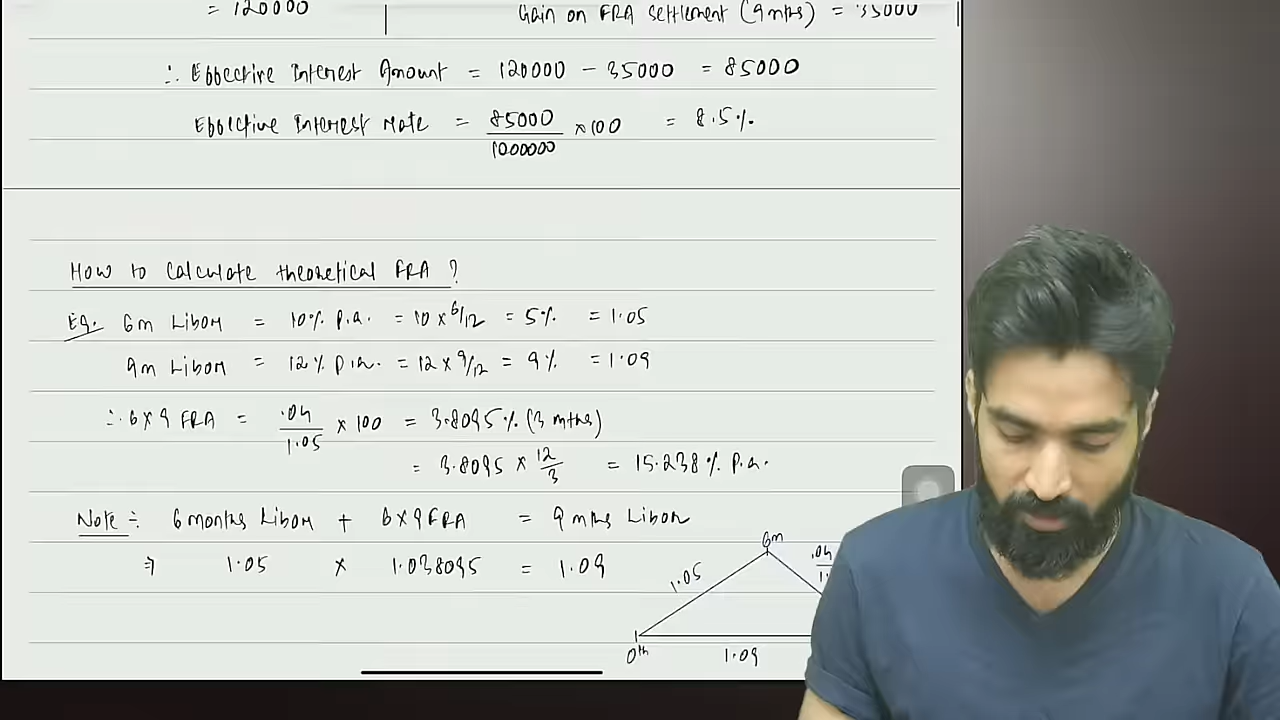 = 120000
Gain on FRA Settlement (9mths) = 35000
∴ Effective Interest Amount = 120000 - 35000 = 85000
Effective Interest Rate = 85000/1000000 × 100 = 8.5%
How to Calculate theoretical FRA ?
Eg. 6m Libor = 10% p.a. = 10 × 6/12 = 5% = 1.05
9m Libor = 12% p.a. = 12 × 9/12 = 9% = 1.09
∴ 6×9 FRA = .04/1.05 × 100 = 3.8095% (3 mths)
= 3.8095 × 12/3 = 15.238% p.a.
Note :- 6 months Libor + 6×9 FRA = 9 mths Libor
⇒ 1.05 × 1.038095 = 1.09
6m
1.05
.04
0th
1.09